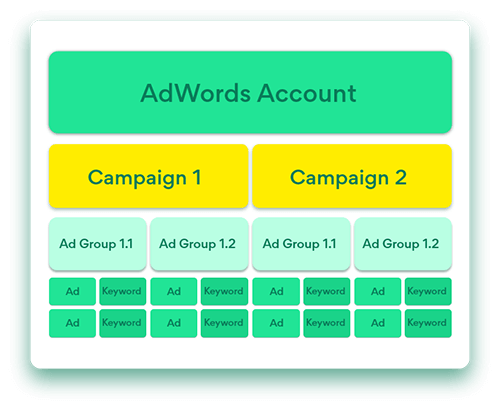 AdWords Account
Campaign 1 Campaign 2
Ad Group 1.1 Ad Group 1.2 Ad Group 1.1 Ad Group 1.2
Ad Keyword Ad Keyword Ad Keyword Ad Keyword
Ad Keyword Ad Keyword Ad Keyword Ad Keyword